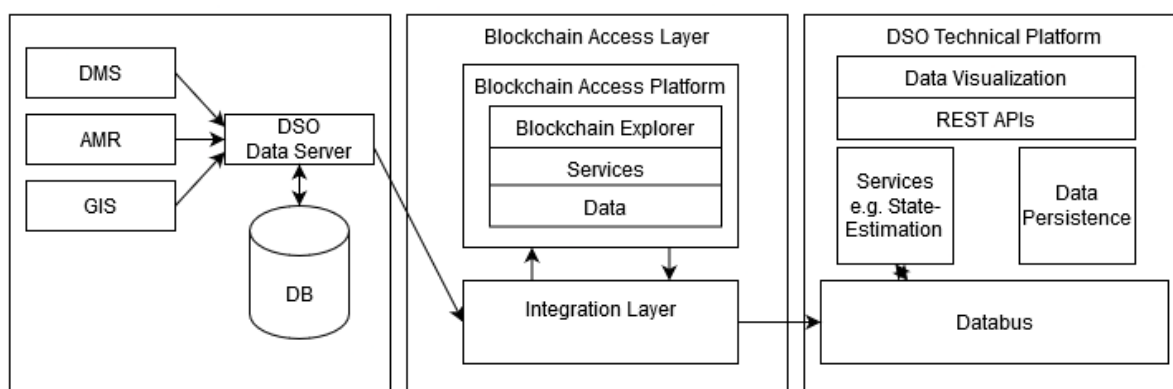 DMS
AMR
GIS
DSO
Data Server
DB
Blockchain Access Layer
Blockchain Access Platform
Blockchain Explorer
Services
Data
Integration Layer
DSO Technical Platform
Data Visualization
REST APIs
Services
e.g. State-
Estimation
Data
Persistence
Databus